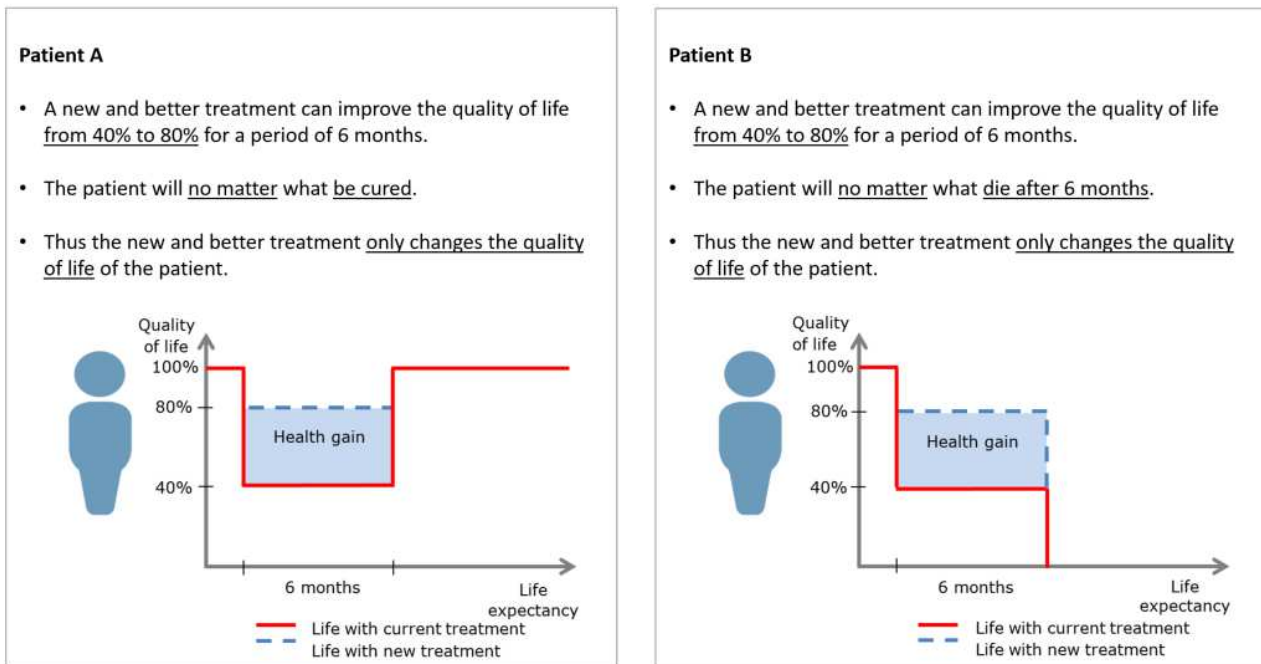 Patient A
• A new and better treatment can improve the quality of life
from 40% to 80% for a period of 6 months.
• The patient will no matter what be cured.
• Thus the new and better treatment only changes the quality
of life of the patient.
Quality
of life
100%
80%
Health gain
40%
6 months
Life
expectancy
Life with current treatment
Life with new treatment
Patient B
• A new and better treatment can improve the quality of life
from 40% to 80% for a period of 6 months.
• The patient will no matter what die after 6 months.
• Thus the new and better treatment only changes the quality
of life of the patient.
Quality
of life
100%
80%
Health gain
40%
6 months
Life
expectancy
Life with current treatment
Life with new treatment